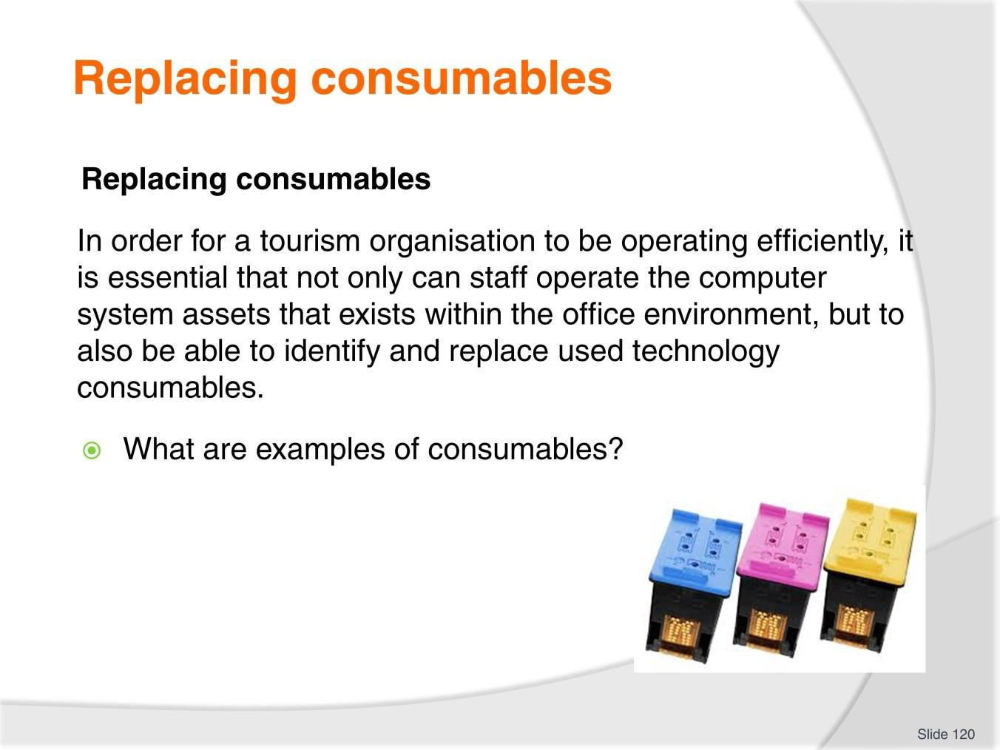 Replacing consumables
Replacing consumables
In order for a tourism organisation to be operating efficiently, it
is essential that not only can staff operate the computer
system assets that exists within the office environment, but to
also be able to identify and replace used technology
consumables.
What are examples of consumables?
Slide 120